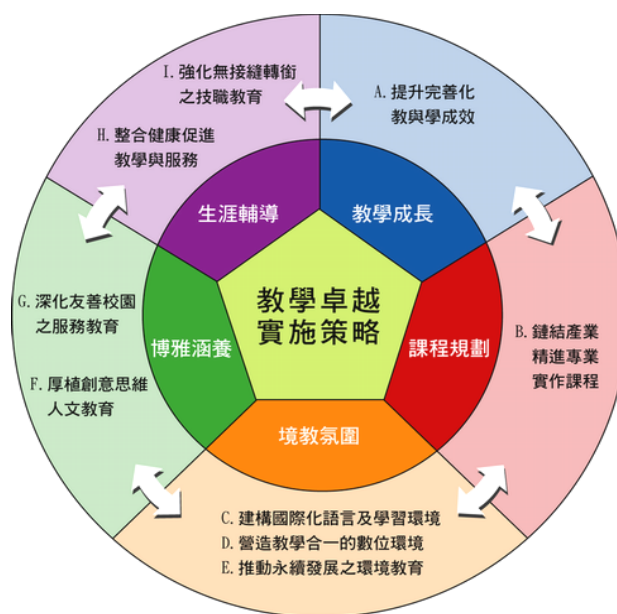 教學卓越
實施策略
教學成長
課程規劃
境教氛圍
博雅涵養
生涯輔導
A. 提升完善化
教與學成效
B. 鏈結產業
精進專業
實作課程
C. 建構國際化語言及學習環境
D. 營造教學合一的數位環境
E. 推動永續發展之環境教育
F. 厚植創意思維
人文教育
G. 深化友善校園
之服務教育
H. 整合健康促進
教學與服務
I. 強化無接縫轉銜
之技職教育